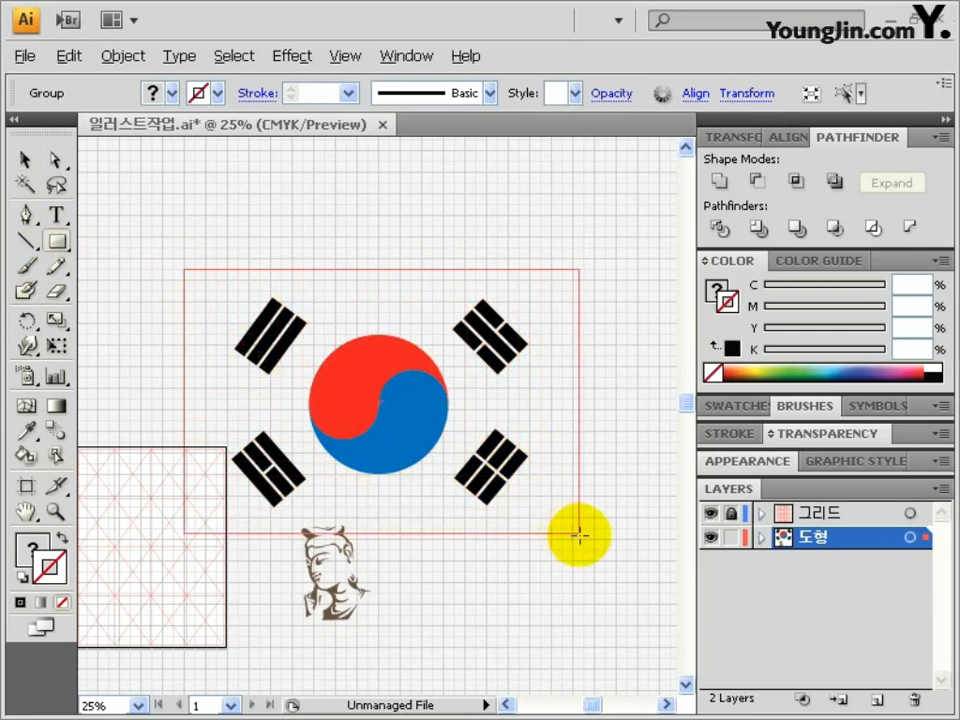 Ai
Br
YoungJin.com Y.
File Edit Object Type Select Effect View Window Help
Group ? Stroke: Basic Style: Opacity Align Transform
일러스트작업.ai* @ 25% (CMYK/Preview) ×
TRANSFC ALIGN PATHFINDER
Shape Modes:
Expand
Pathfinders:
COLOR COLOR GUIDE
? C %
M %
Y %
K %
SWATCHE BRUSHES SYMBOLS
STROKE TRANSPARENCY
APPEARANCE GRAPHIC STYLE
LAYERS
그리드
도형
T
?
2 Layers
25% 1 Unmanaged File